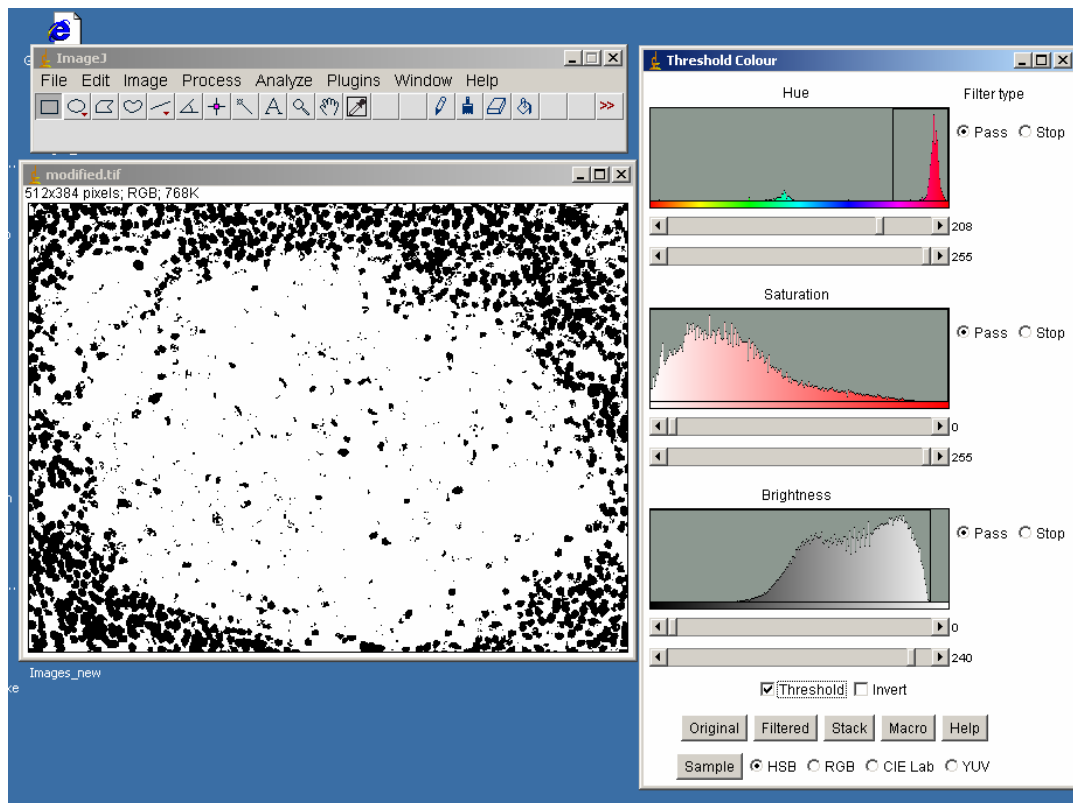 ImageJ
File Edit Image Process Analyze Plugins Window Help
A
>>
modified.tif
512x384 pixels; RGB; 768K
Images_new
Threshold Colour
Hue
Filter type
Pass Stop
208
255
Saturation
Pass Stop
0
255
Brightness
Pass Stop
0
240
Threshold Invert
Original Filtered Stack Macro Help
Sample HSB RGB CIE Lab YUV